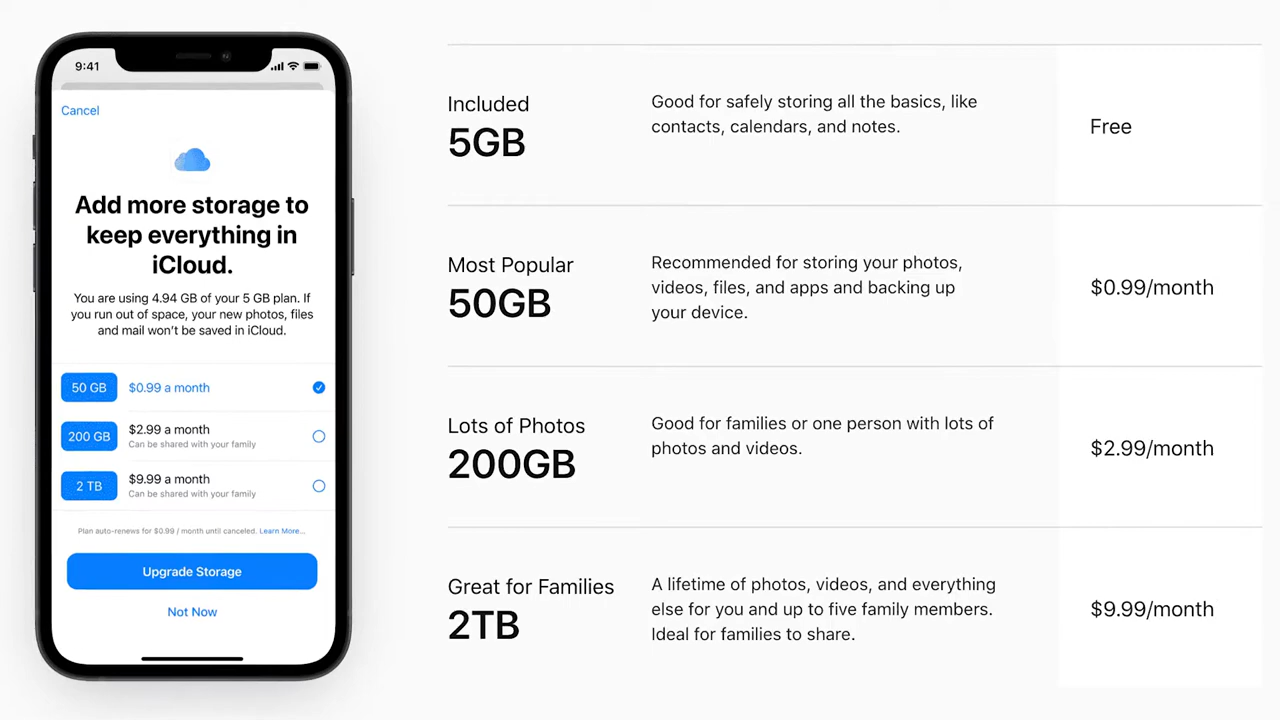 9:41
Cancel
Add more storage to
keep everything in
iCloud.
You are using 4.94 GB of your 5 GB plan. If
you run out of space, your new photos, files
and mail won’t be saved in iCloud.
50 GB $0.99 a month
200 GB $2.99 a month
Can be shared with your family
2 TB $9.99 a month
Can be shared with your family
Plan auto-renews for $0.99 / month until canceled. Learn More...
Upgrade Storage
Not Now
Included
5GB
Good for safely storing all the basics, like
contacts, calendars, and notes.
Free
Most Popular
50GB
Recommended for storing your photos,
videos, files, and apps and backing up
your device.
$0.99/month
Lots of Photos
200GB
Good for families or one person with lots of
photos and videos.
$2.99/month
Great for Families
2TB
A lifetime of photos, videos, and everything
else for you and up to five family members.
Ideal for families to share.
$9.99/month